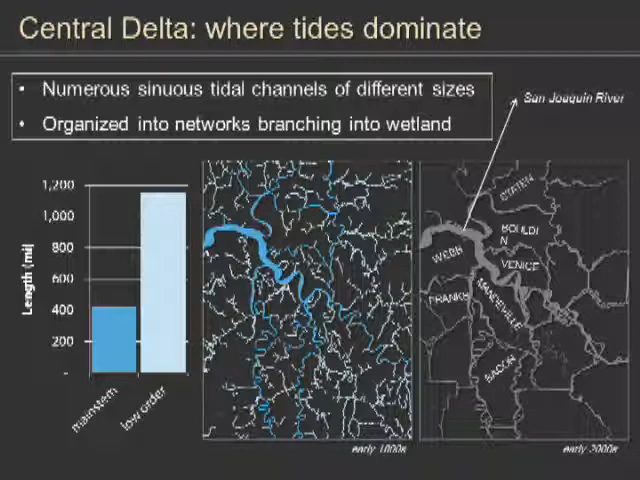 Central Delta: where tides dominate
• Numerous sinuous tidal channels of different sizes
• Organized into networks branching into wetland
San Joaquin River
1,200
1,000
800
600
400
200
-
Length (mi)
mainstem
low order
STATEN
BOULDI
N
WEBB
VENICE
FRANKS
MANDEVILLE
BACON
early 1800s
early 2000s